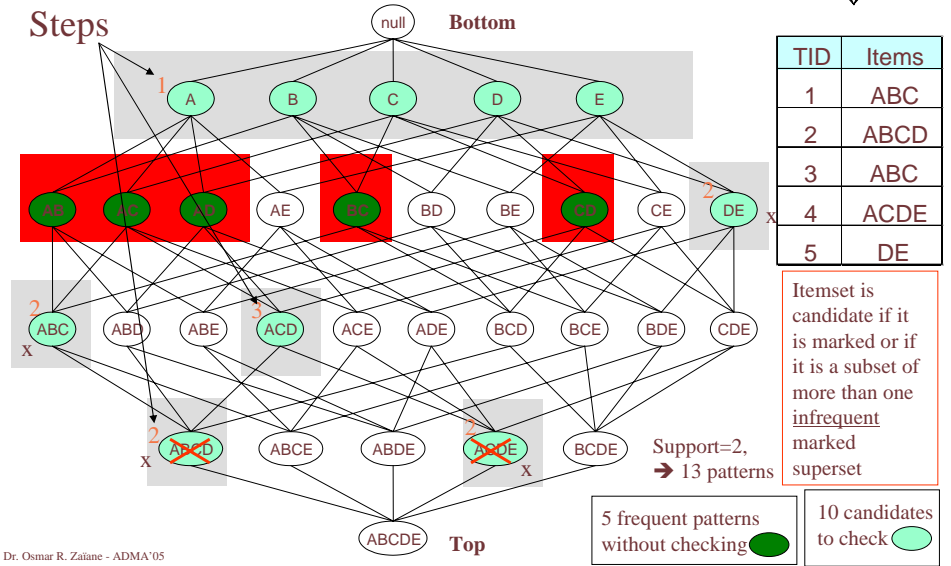 Steps
null
Bottom
1
A
B
C
D
E
TID Items
1 ABC
2 ABCD
3 ABC
4 ACDE
5 DE
AB
AC
AD
AE
BC
BD
BE
CD
CE
2
DE
x
2
ABC
x
ABD
ABE
3
ACD
ACE
ADE
BCD
BCE
BDE
CDE
Itemset is
candidate if it
is marked or if
it is a subset of
more than one
infrequent
marked
superset
2
ABCD
x
ABCE
ABDE
2
ACDE
x
BCDE
Support=2,
➔ 13 patterns
ABCDE
Top
5 frequent patterns
without checking
10 candidates
to check
Dr. Osmar R. Zaïane - ADMA'05